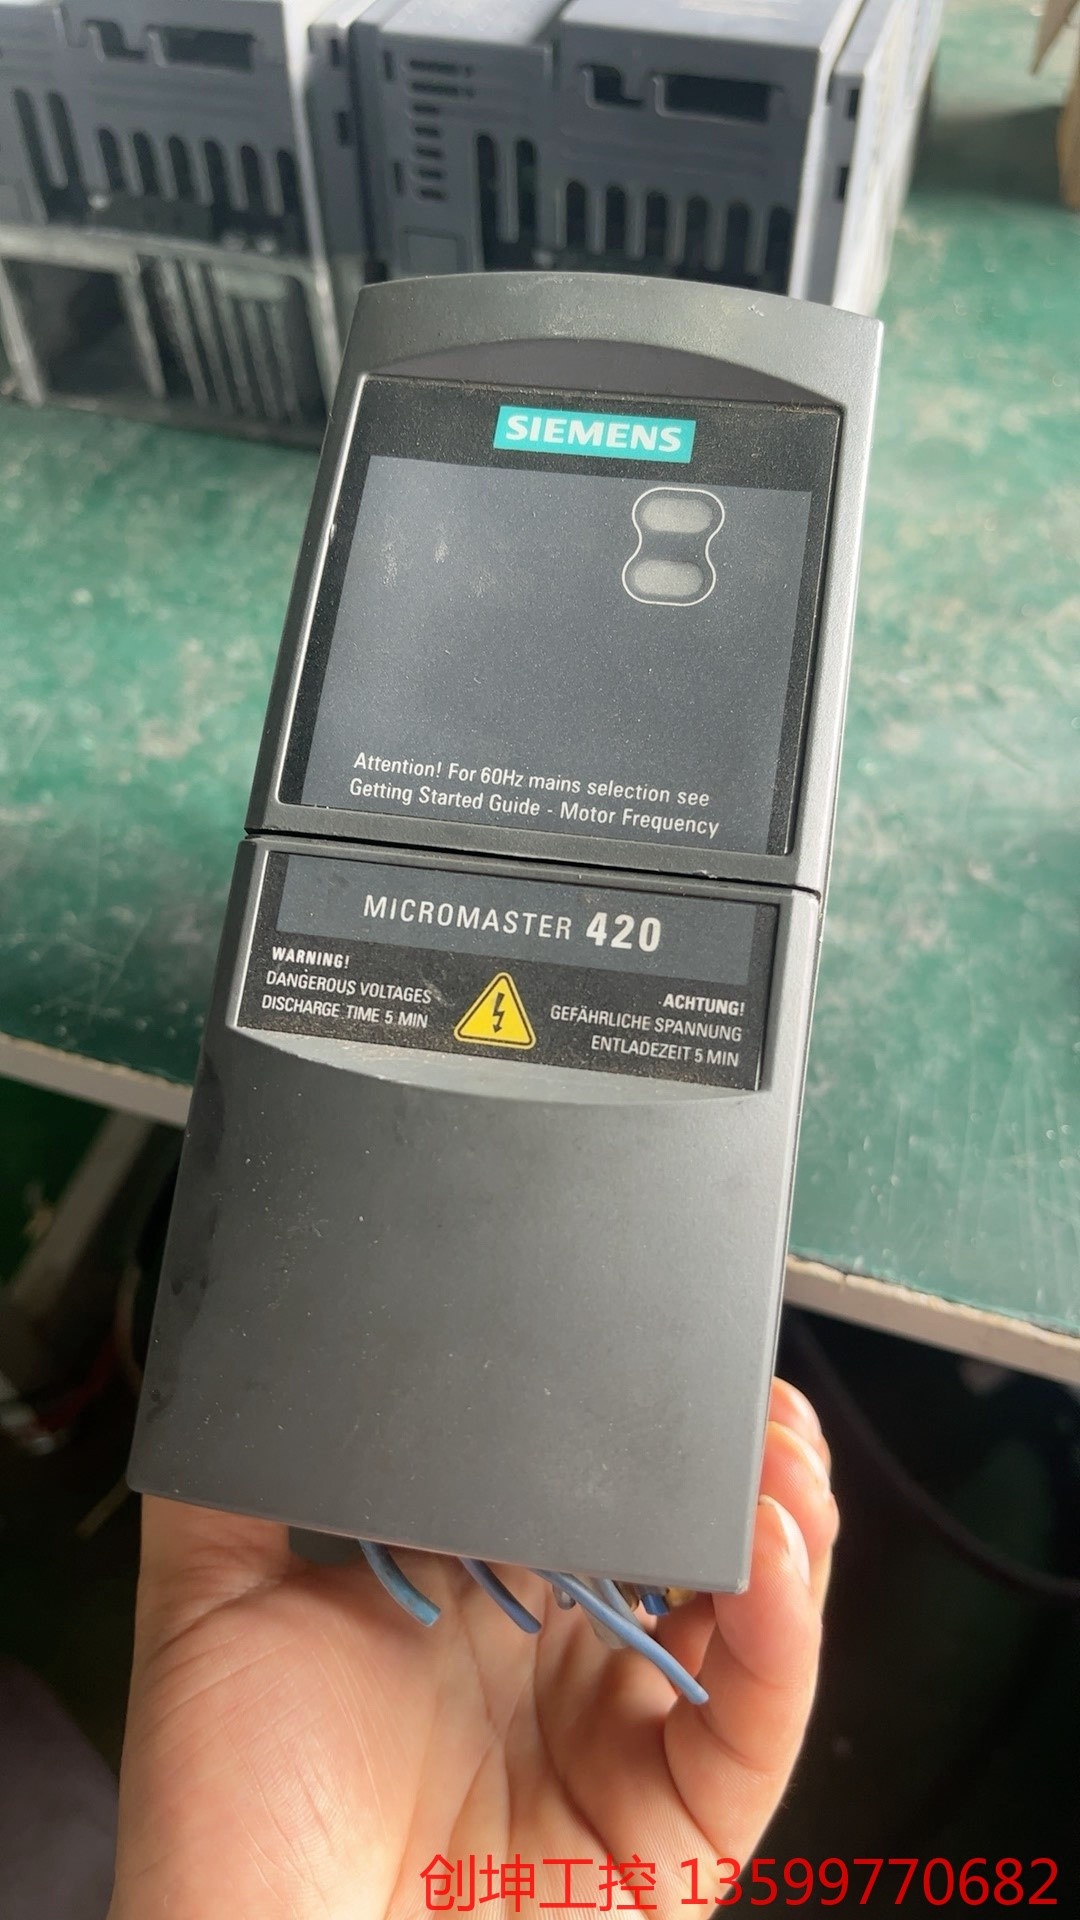 SIEMENS
Attention! For 60Hz mains selection see
Getting Started Guide - Motor Frequency
MICROMASTER 420
WARNING!
DANGEROUS VOLTAGES
DISCHARGE TIME 5 MIN
ACHTUNG!
GEFÄHRLICHE SPANNUNG
ENTLADEZEIT 5 MIN
创坤工控 13599770682